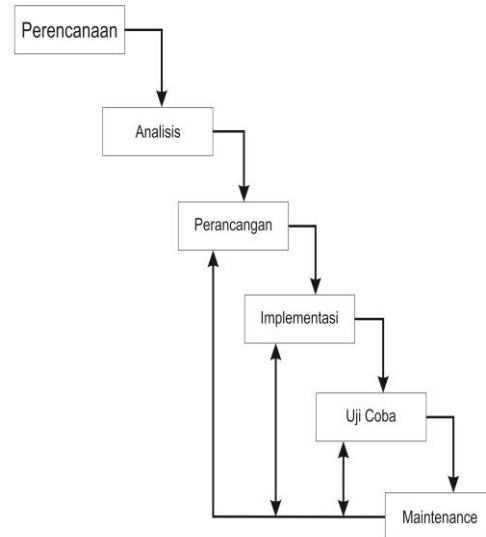 Perencanaan
Analisis
Perancangan
Implementasi
Uji Coba
Maintenance